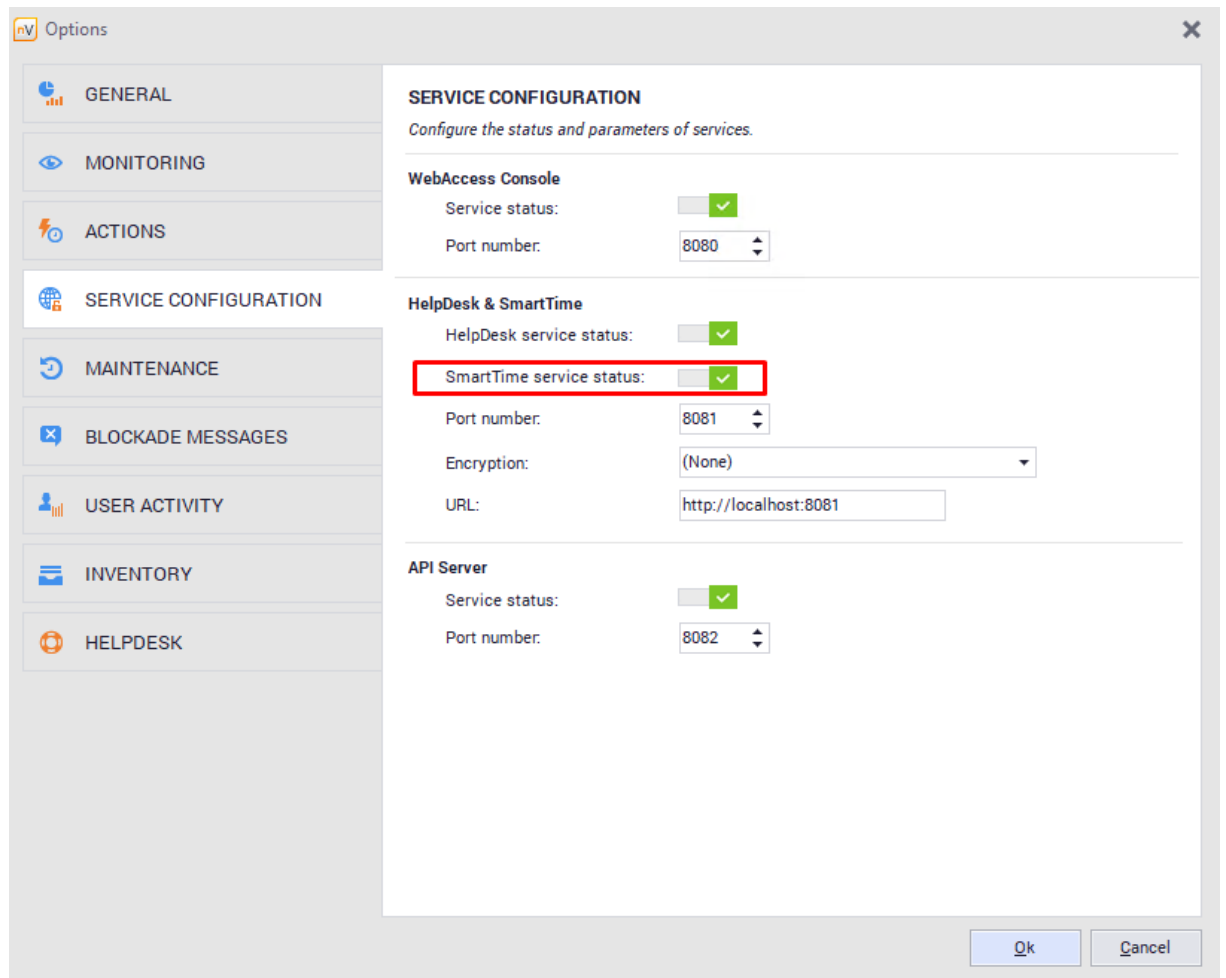 nV Options
GENERAL
MONITORING
ACTIONS
SERVICE CONFIGURATION
MAINTENANCE
BLOCKADE MESSAGES
USER ACTIVITY
INVENTORY
HELPDESK
SERVICE CONFIGURATION
Configure the status and parameters of services.
WebAccess Console
Service status:
Port number: 8080
HelpDesk & SmartTime
HelpDesk service status:
SmartTime service status:
Port number: 8081
Encryption: (None)
URL: http://localhost:8081
API Server
Service status:
Port number: 8082
Ok Cancel